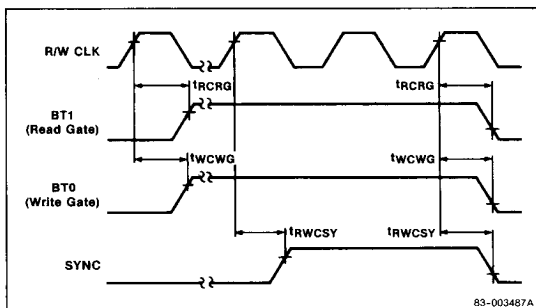 R/W CLK
tRCRG tRCRG
BT1
(Read Gate)
tWCWG tWCWG
BT0
(Write Gate)
tRWCSY tRWCSY
SYNC
83-003487A